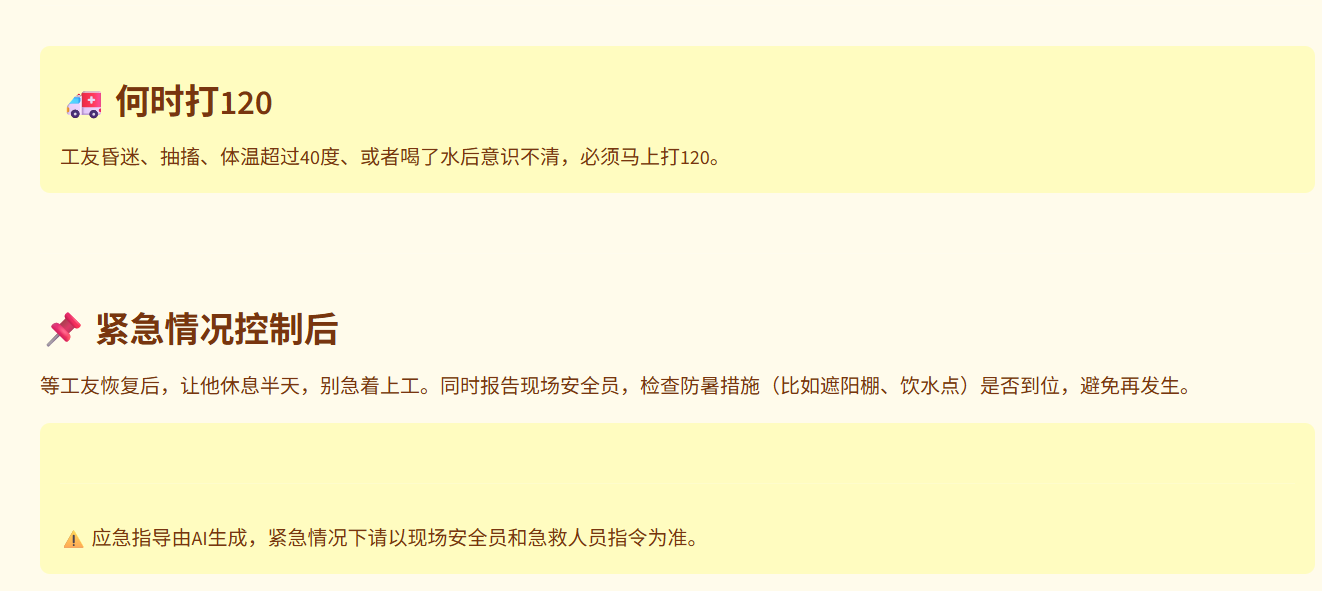 🚑 何时打120
工友昏迷、抽搐、体温超过40度、或者喝了水后意识不清，必须马上打120。
📌 紧急情况控制后
等工友恢复后，让他休息半天，别急着上工。同时报告现场安全员，检查防暑措施（比如遮阳棚、饮水点）是否到位，避免再发生。
⚠️ 应急指导由AI生成，紧急情况下请以现场安全员和急救人员指令为准。